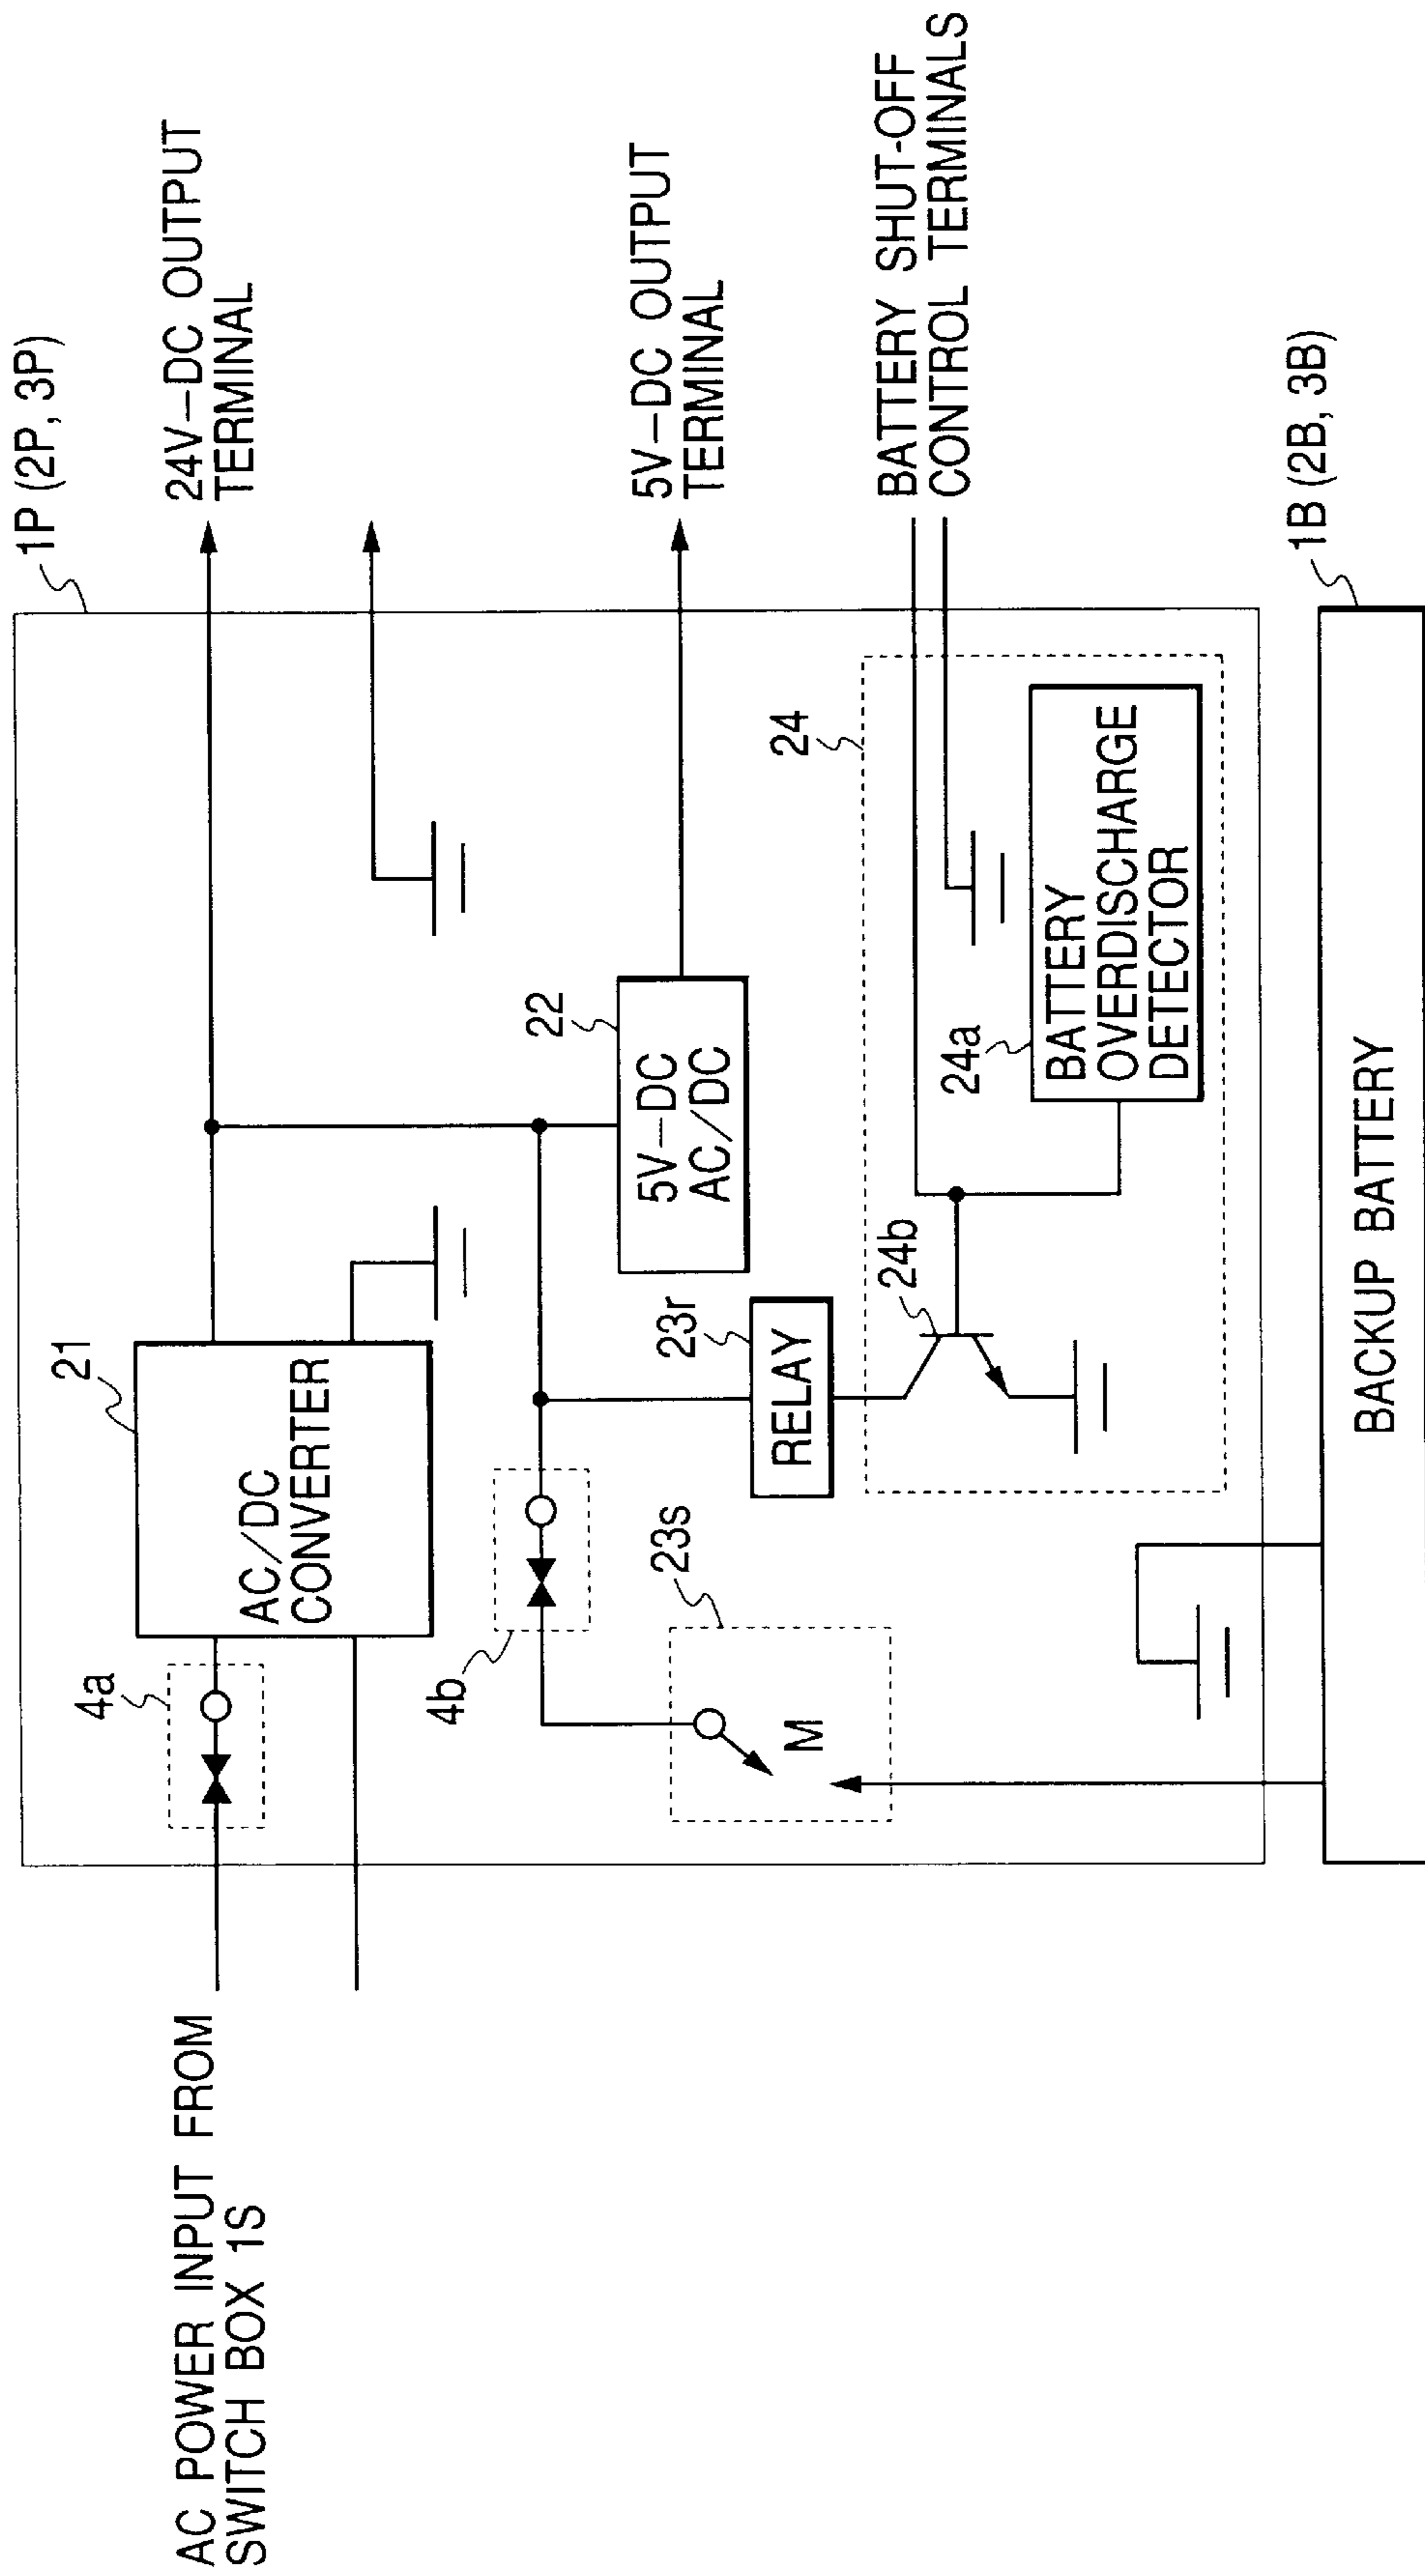 1P (2P, 3P)
24V-DC OUTPUT
TERMINAL
21
AC/DC
CONVERTER
4a
AC POWER INPUT FROM
SWITCH BOX 1S
22
5V-DC
AC/DC
5V-DC OUTPUT
TERMINAL
4b
23s
M
23r
RELAY
24
24b
24a
BATTERY
OVERDISCHARGE
DETECTOR
BATTERY SHUT-OFF
CONTROL TERMINALS
1B (2B, 3B)
BACKUP BATTERY